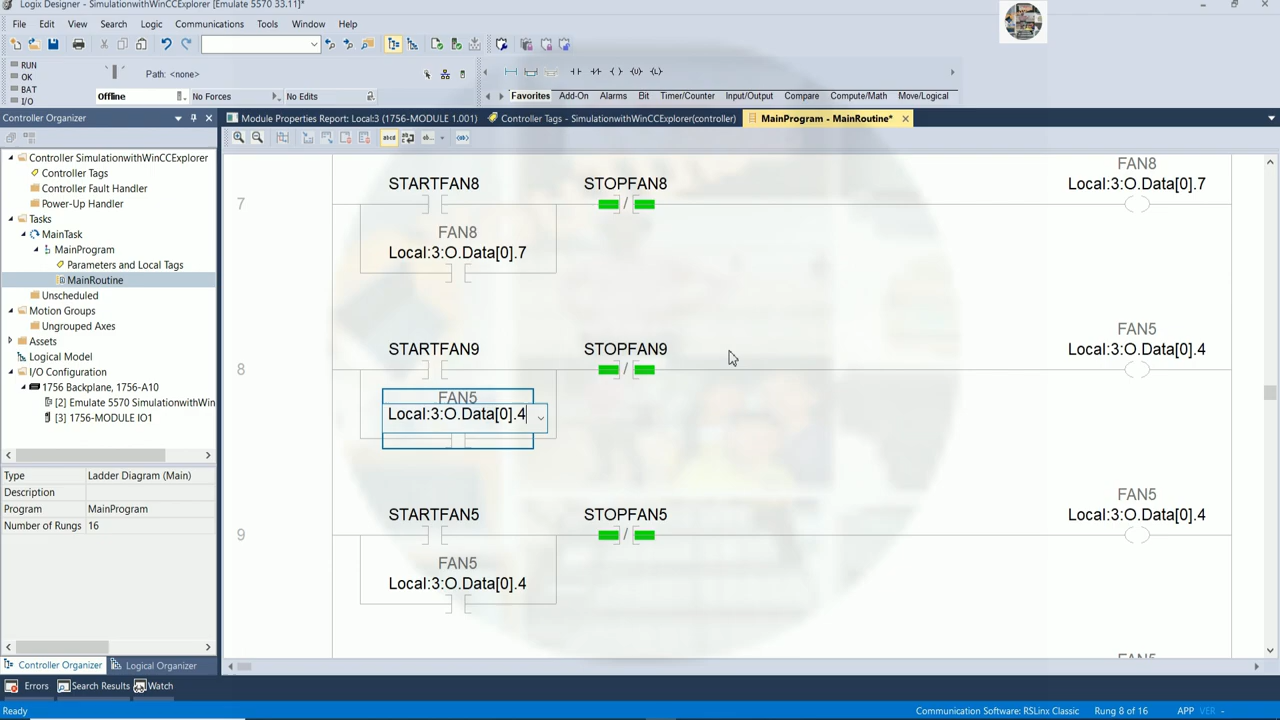 Logix Designer - SimulationwithWinCCExplorer [Emulate 5570 33.11]*
File Edit View Search Logic Communications Tools Window Help
RUN
OK
BAT
I/O
Path: <none>
Offline No Forces No Edits
Favorites Add-On Alarms Bit Timer/Counter Input/Output Compare Compute/Math Move/Logical
Controller Organizer
Module Properties Report: Local:3 (1756-MODULE 1.001) Controller Tags - SimulationwithWinCCExplorer(controller) MainProgram - MainRoutine*
Controller SimulationwithWinCCExplorer
Controller Tags
Controller Fault Handler
Power-Up Handler
Tasks
MainTask
MainProgram
Parameters and Local Tags
MainRoutine
Unscheduled
Motion Groups
Ungrouped Axes
Assets
Logical Model
I/O Configuration
1756 Backplane, 1756-A10
[2] Emulate 5570 SimulationwithWin
[3] 1756-MODULE IO1
Type Ladder Diagram (Main)
Description
Program MainProgram
Number of Rungs 16
Controller Organizer Logical Organizer
FAN8
STARTFAN8 STOPFAN8 Local:3:O.Data[0].7
7
FAN8
Local:3:O.Data[0].7
FAN5
STARTFAN9 STOPFAN9 Local:3:O.Data[0].4
8
FAN5
Local:3:O.Data[0].4
FAN5
STARTFAN5 STOPFAN5 Local:3:O.Data[0].4
9
FAN5
Local:3:O.Data[0].4
FAN5
Errors Search Results Watch
Ready Communication Software: RSLinx Classic Rung 8 of 16 APP VER -